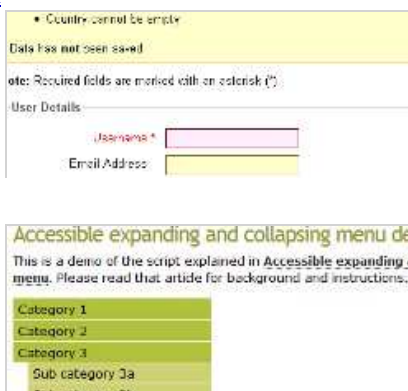 • Country cannot be empty
Data has not been saved
ote: Required fields are marked with an asterisk (*)
User Details
Username *
Email Address
Accessible expanding and collapsing menu de
This is a demo of the script explained in Accessible expanding
menu. Please read that article for background and instructions.
Category 1
Category 2
Category 3
Sub category 3a